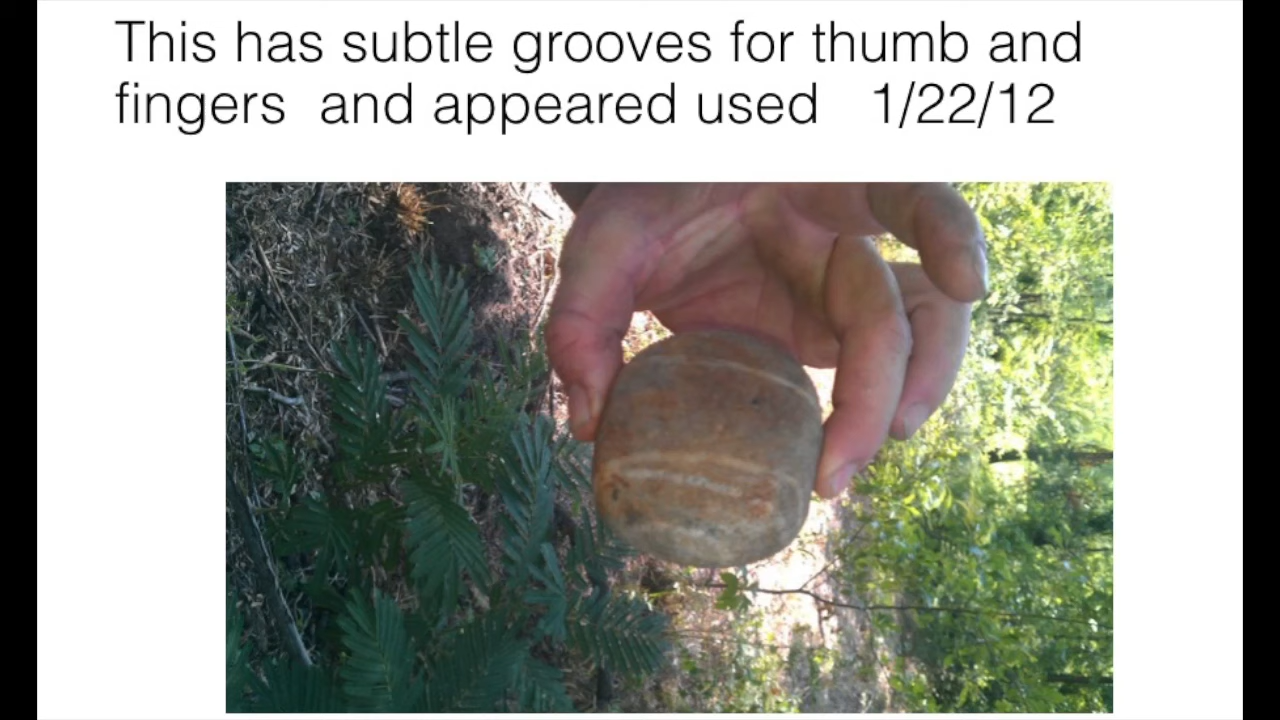 This has subtle grooves for thumb and
fingers  and appeared used   1/22/12